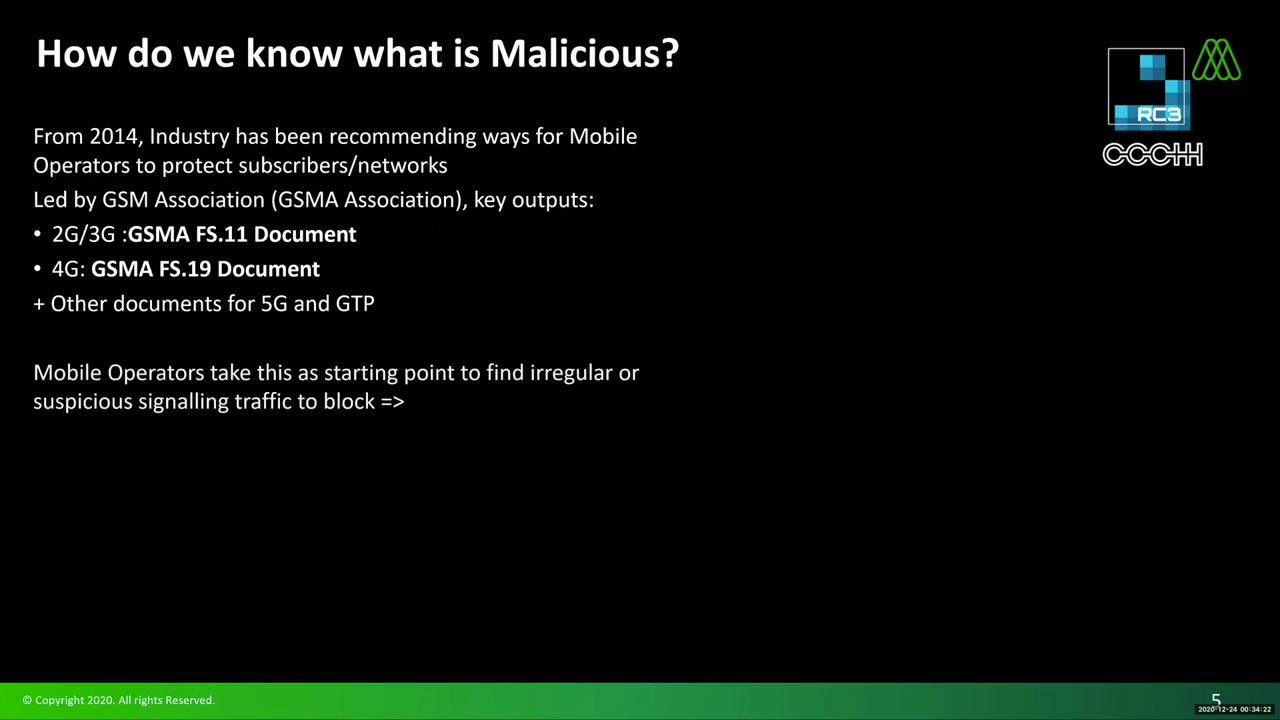 How do we know what is Malicious?
RC3
CCCHH
From 2014, Industry has been recommending ways for Mobile
Operators to protect subscribers/networks
Led by GSM Association (GSMA Association), key outputs:
• 2G/3G :GSMA FS.11 Document
• 4G: GSMA FS.19 Document
+ Other documents for 5G and GTP
Mobile Operators take this as starting point to find irregular or
suspicious signalling traffic to block =>
© Copyright 2020. All rights Reserved.
5
2020-12-24 00:34:22